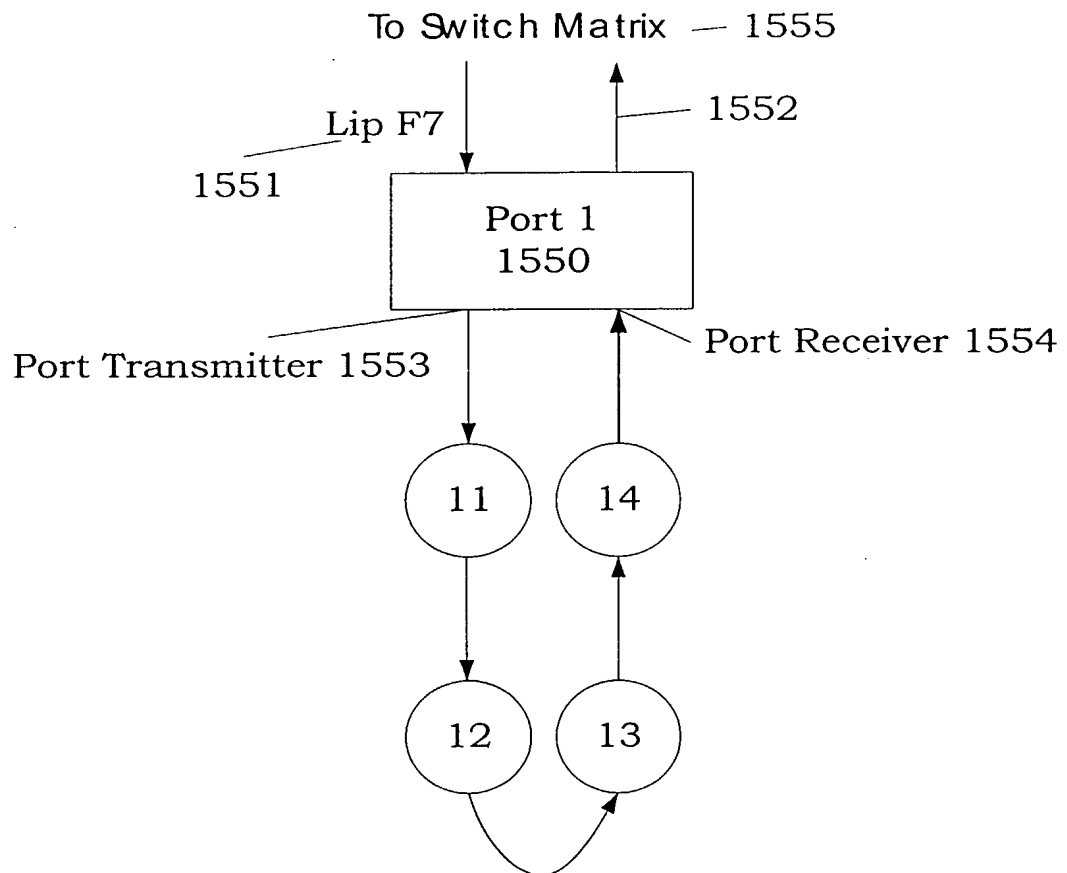 To Switch Matrix 1555
1552
Lip F7
1551
Port 1
1550
Port Receiver 1554
Port Transmitter 1553
11
14
12
13